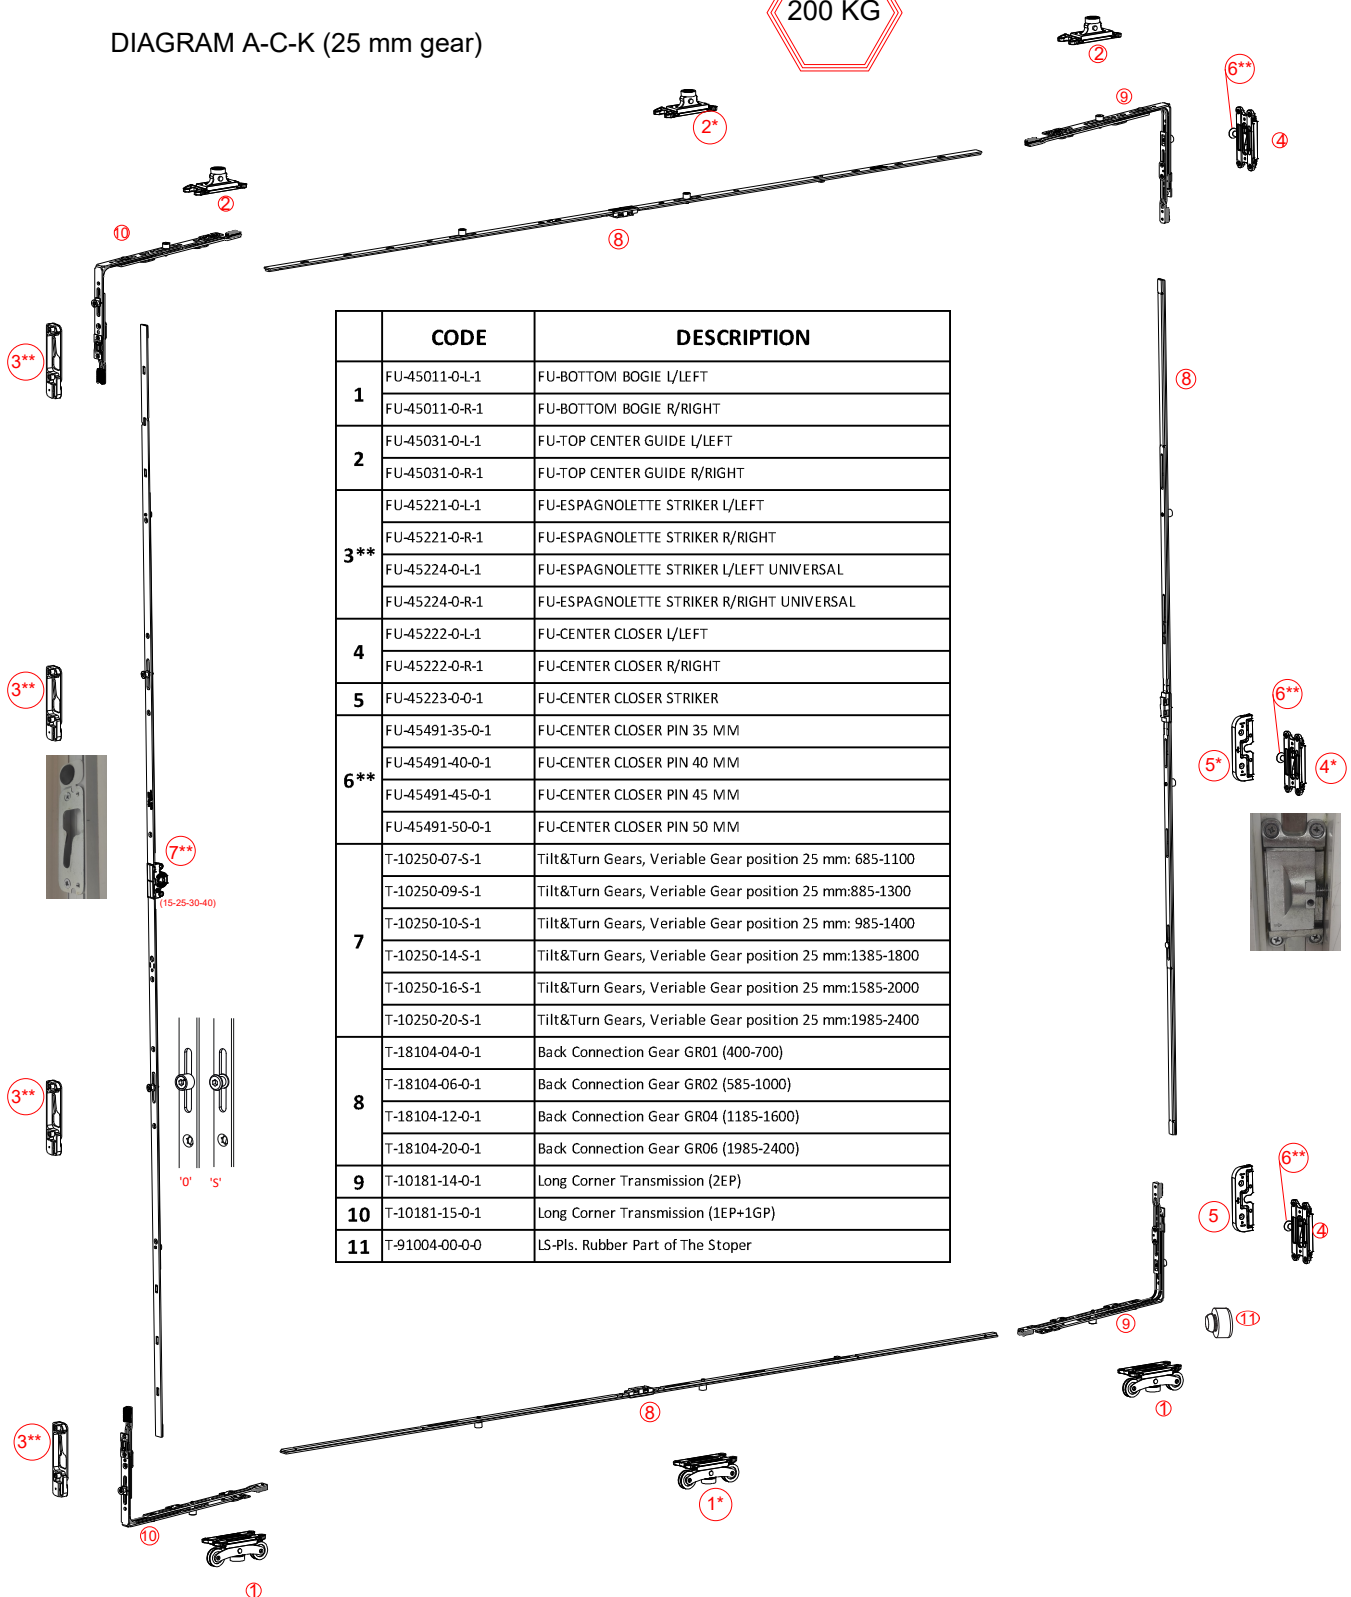 200 KG
DIAGRAM A-C-K (25 mm gear)
2
6**
9
2*
4
2
10
8
3**
8
CODE DESCRIPTION
1
FU-45011-0-L-1 FU-BOTTOM BOGIE L/LEFT
FU-45011-0-R-1 FU-BOTTOM BOGIE R/RIGHT
2
FU-45031-0-L-1 FU-TOP CENTER GUIDE L/LEFT
FU-45031-0-R-1 FU-TOP CENTER GUIDE R/RIGHT
3**
FU-45221-0-L-1 FU-ESPAGNOLETTE STRIKER L/LEFT
FU-45221-0-R-1 FU-ESPAGNOLETTE STRIKER R/RIGHT
FU-45224-0-L-1 FU-ESPAGNOLETTE STRIKER L/LEFT UNIVERSAL
FU-45224-0-R-1 FU-ESPAGNOLETTE STRIKER R/RIGHT UNIVERSAL
4
FU-45222-0-L-1 FU-CENTER CLOSER L/LEFT
FU-45222-0-R-1 FU-CENTER CLOSER R/RIGHT
5 FU-45223-0-0-1 FU-CENTER CLOSER STRIKER
6**
FU-45491-35-0-1 FU-CENTER CLOSER PIN 35 MM
FU-45491-40-0-1 FU-CENTER CLOSER PIN 40 MM
FU-45491-45-0-1 FU-CENTER CLOSER PIN 45 MM
FU-45491-50-0-1 FU-CENTER CLOSER PIN 50 MM
7
T-10250-07-S-1 Tilt&Turn Gears, Veriable Gear position 25 mm: 685-1100
T-10250-09-S-1 Tilt&Turn Gears, Veriable Gear position 25 mm:885-1300
T-10250-10-S-1 Tilt&Turn Gears, Veriable Gear position 25 mm: 985-1400
T-10250-14-S-1 Tilt&Turn Gears, Veriable Gear position 25 mm:1385-1800
T-10250-16-S-1 Tilt&Turn Gears, Veriable Gear position 25 mm:1585-2000
T-10250-20-S-1 Tilt&Turn Gears, Veriable Gear position 25 mm:1985-2400
8
T-18104-04-0-1 Back Connection Gear GR01 (400-700)
T-18104-06-0-1 Back Connection Gear GR02 (585-1000)
T-18104-12-0-1 Back Connection Gear GR04 (1185-1600)
T-18104-20-0-1 Back Connection Gear GR06 (1985-2400)
9 T-10181-14-0-1 Long Corner Transmission (2EP)
10 T-10181-15-0-1 Long Corner Transmission (1EP+1GP)
11 T-91004-00-0-0 LS-Pls. Rubber Part of The Stoper
3**
6**
5*
4*
7**
(15-25-30-40)
3**
'O' 'S'
6**
5
4
11
9
1
8
3**
1*
10
1